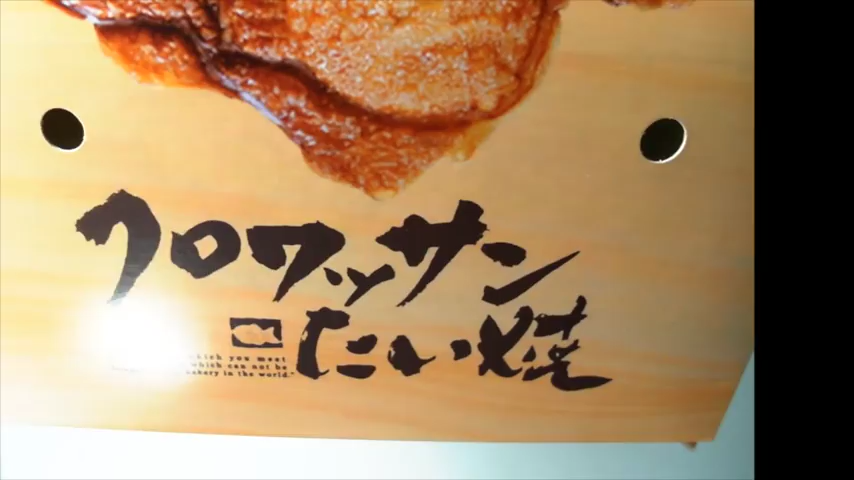 クロワッサン
たい焼
you meet
which can not be
bakery in the world."